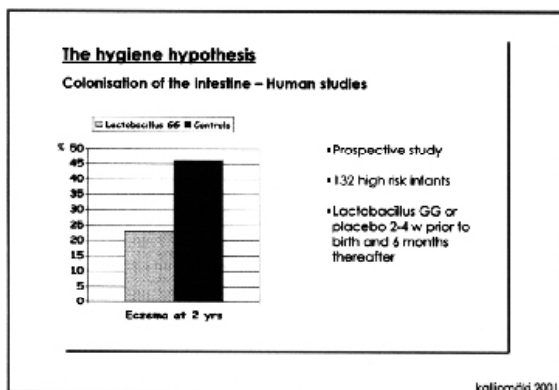 The hygiene hypothesis
Colonisation of the intestine – Human studies
Lactobacillus GG Controls
% 50
45
40
35
30
25
20
15
10
5
0
Eczema at 2 yrs
▪Prospective study
▪132 high risk infants
▪Lactobacillus GG or
placebo 2-4 w prior to
birth and 6 months
thereafter
kalliomäki 2001